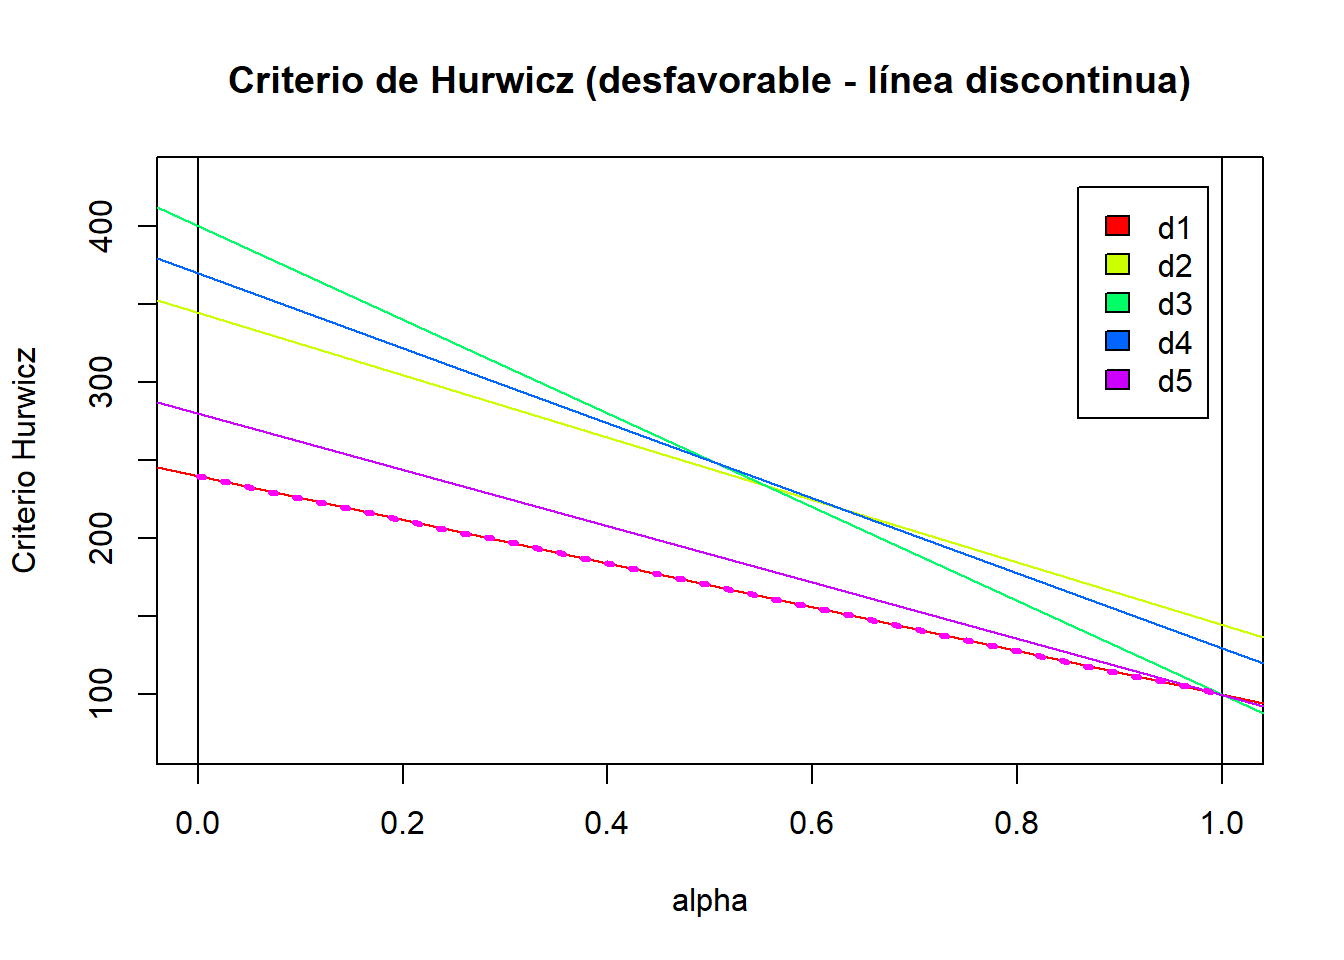 Criterio de Hurwicz (desfavorable - línea discontinua)
Criterio Hurwicz
400
300
200
100
d1
d2
d3
d4
d5
0.0
0.2
0.4
0.6
0.8
1.0
alpha